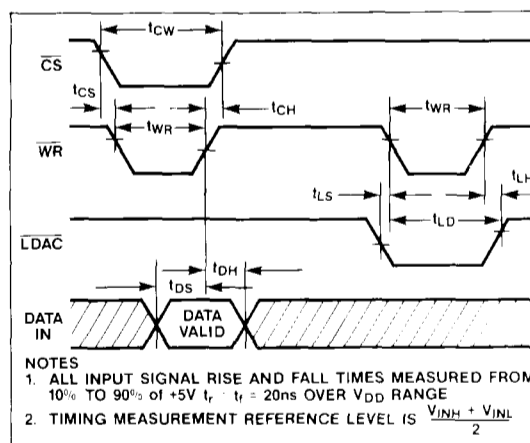 tCW
CS
tCS
tCH
tWR
tWR
WR
tLS
tLH
tLD
LDAC
tDH
tDS
DATA IN
DATA VALID
NOTES
1. ALL INPUT SIGNAL RISE AND FALL TIMES MEASURED FROM
10% TO 90% of +5V tr tf = 20ns OVER VDD RANGE
2. TIMING MEASUREMENT REFERENCE LEVEL IS VINH + VINL
2